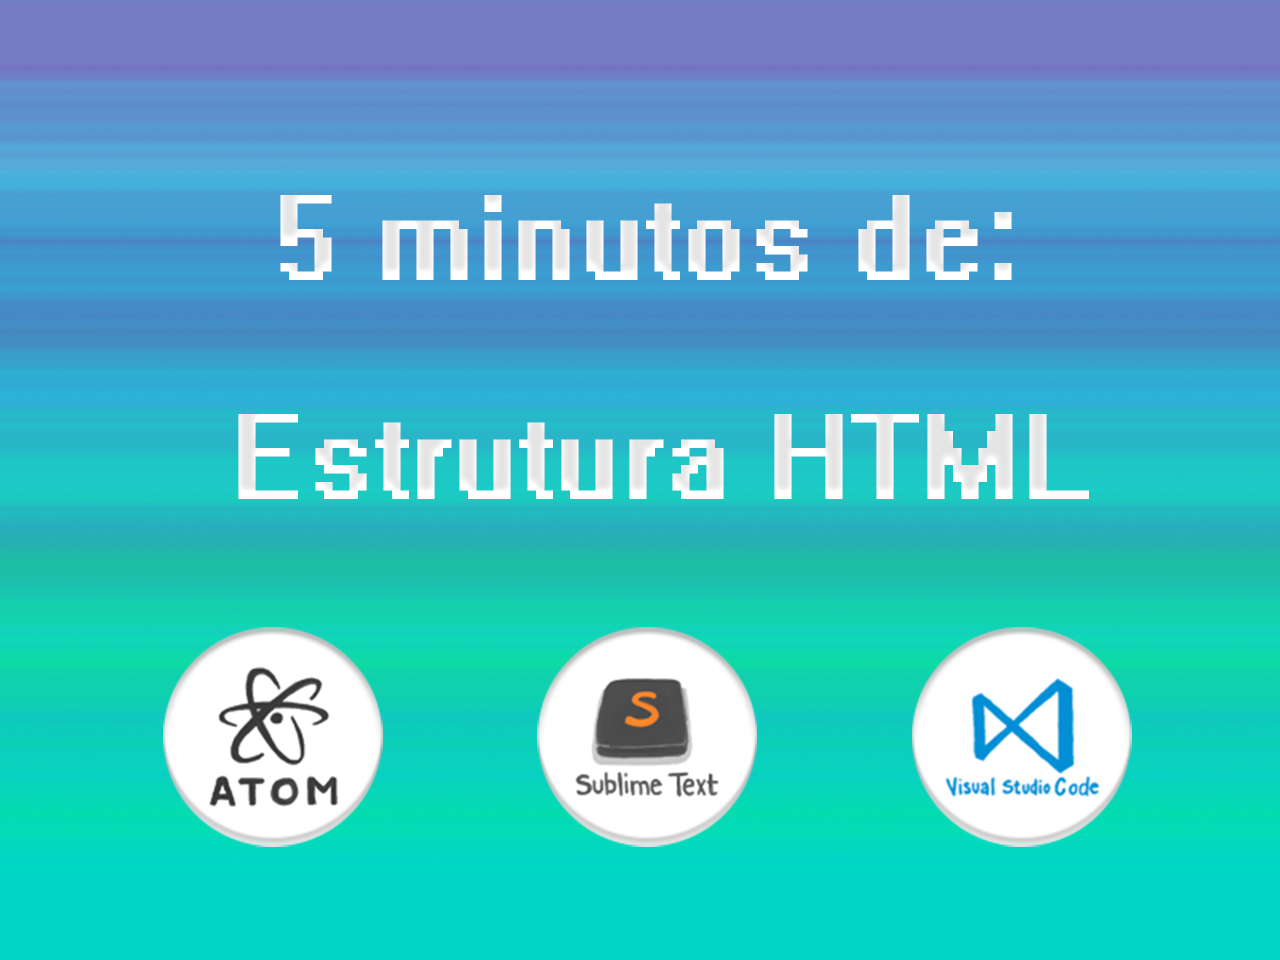 5 minutos de:
Estrutura HTML
ATOM
S
Sublime Text
Visual Studio Code